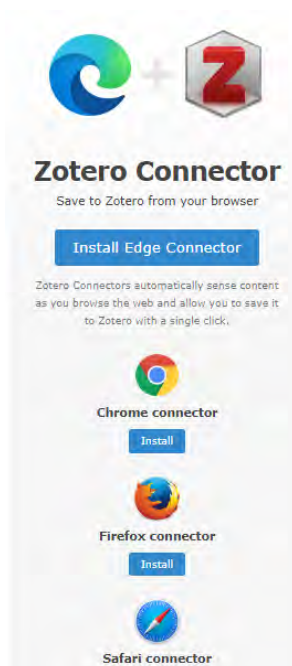 Z
Zotero Connector
Save to Zotero from your browser
Install Edge Connector
Zotero Connectors automatically sense content
as you browse the web and allow you to save it
to Zotero with a single click.
Chrome connector
Install
Firefox connector
Install
Safari connector